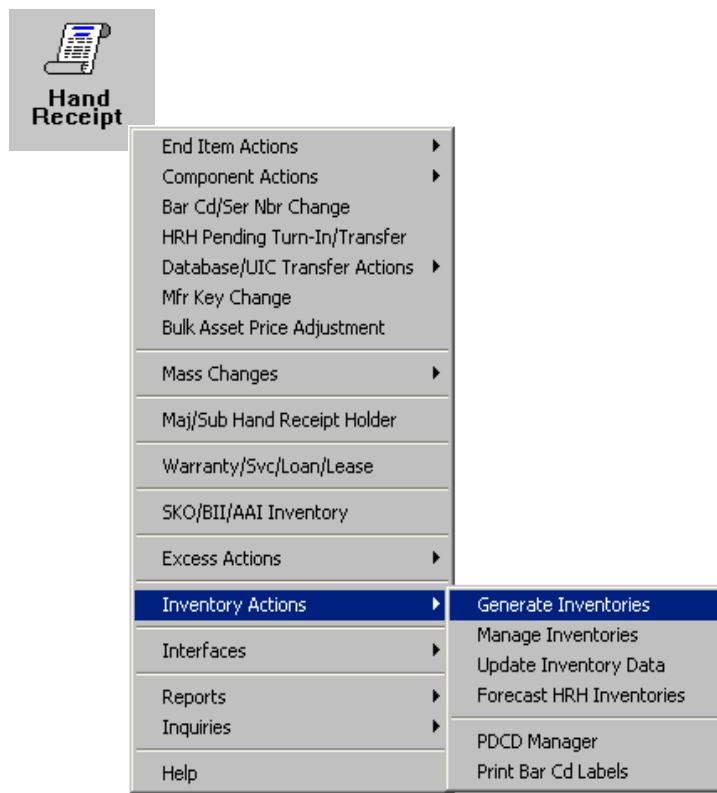 Hand
Receipt
End Item Actions
Component Actions
Bar Cd/Ser Nbr Change
HRH Pending Turn-In/Transfer
Database/UIC Transfer Actions
Mfr Key Change
Bulk Asset Price Adjustment
Mass Changes
Maj/Sub Hand Receipt Holder
Warranty/Svc/Loan/Lease
SKO/BII/AAI Inventory
Excess Actions
Inventory Actions
Interfaces
Reports
Inquiries
Help
Generate Inventories
Manage Inventories
Update Inventory Data
Forecast HRH Inventories
PDCD Manager
Print Bar Cd Labels